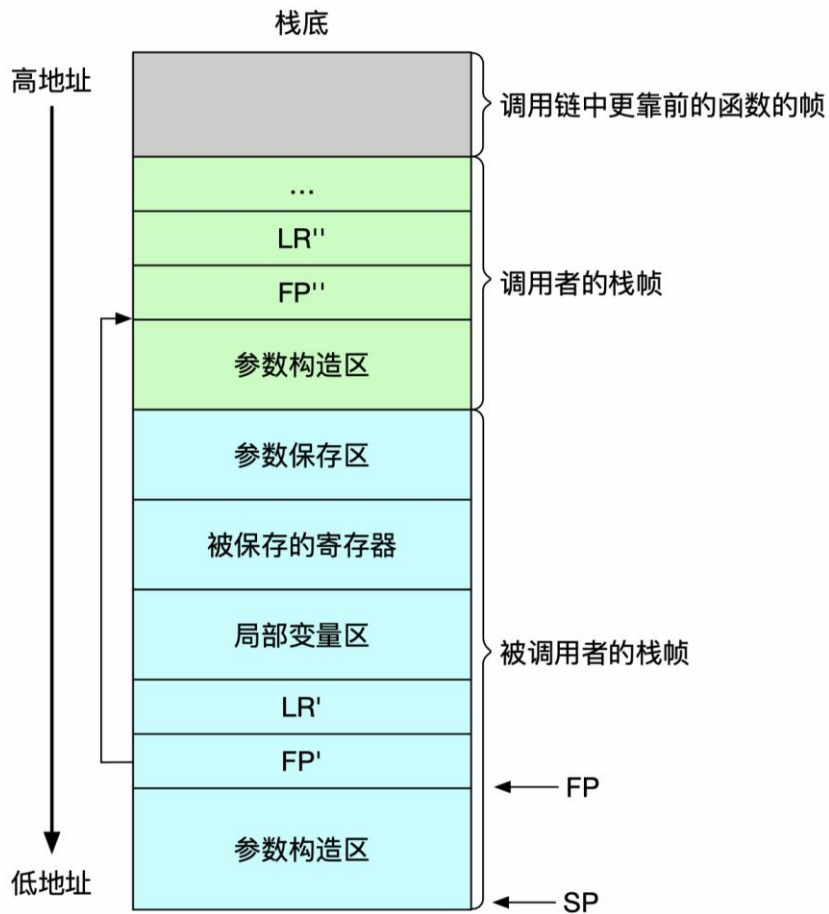 栈底
高地址
调用链中更靠前的函数的帧
...
LR''
FP''
参数构造区
调用者的栈帧
参数保存区
被保存的寄存器
局部变量区
LR'
FP'
参数构造区
被调用者的栈帧
FP
SP
低地址